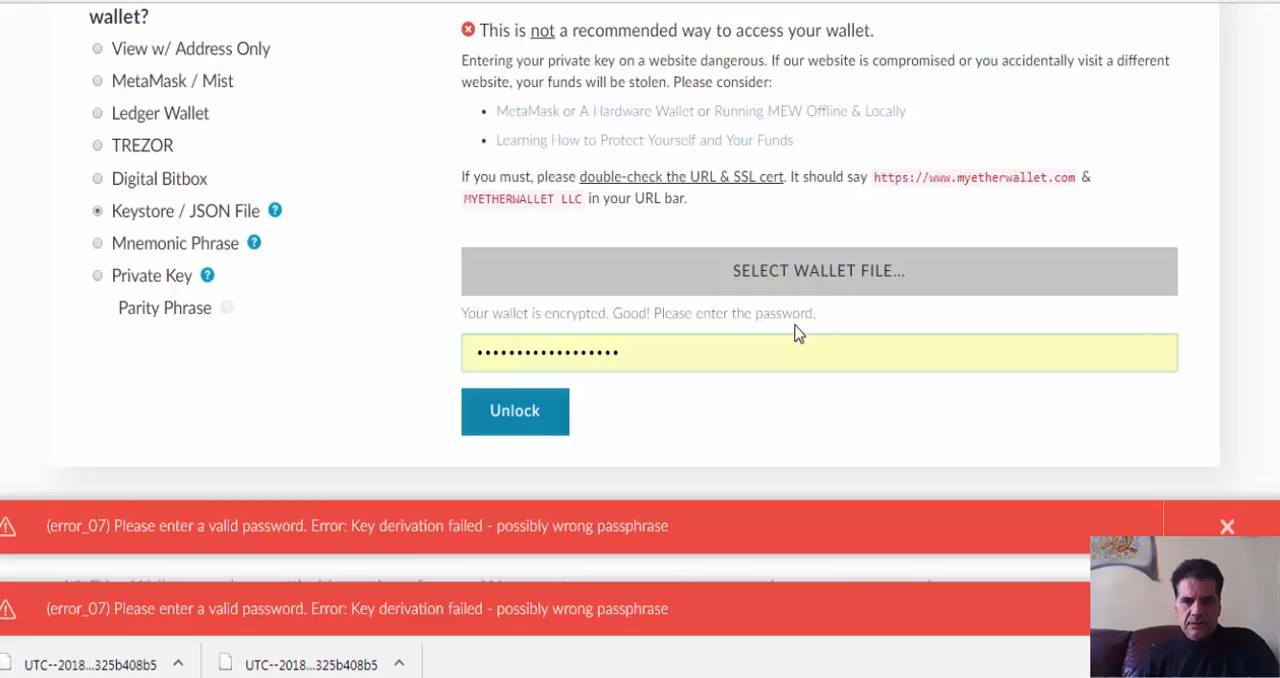 wallet?
View w/ Address Only
MetaMask / Mist
Ledger Wallet
TREZOR
Digital Bitbox
Keystore / JSON File ?
Mnemonic Phrase ?
Private Key ?
Parity Phrase
This is not a recommended way to access your wallet.
Entering your private key on a website dangerous. If our website is compromised or you accidentally visit a different
website, your funds will be stolen. Please consider:
• MetaMask or A Hardware Wallet or Running MEW Offline & Locally
• Learning How to Protect Yourself and Your Funds
If you must, please double-check the URL & SSL cert. It should say https://www.myetherwallet.com &
MYETHERWALLET LLC in your URL bar.
SELECT WALLET FILE...
Your wallet is encrypted. Good! Please enter the password.
••••••••••••••••••
Unlock
(error_07) Please enter a valid password. Error: Key derivation failed - possibly wrong passphrase
(error_07) Please enter a valid password. Error: Key derivation failed - possibly wrong passphrase
UTC--2018...325b408b5
UTC--2018...325b408b5